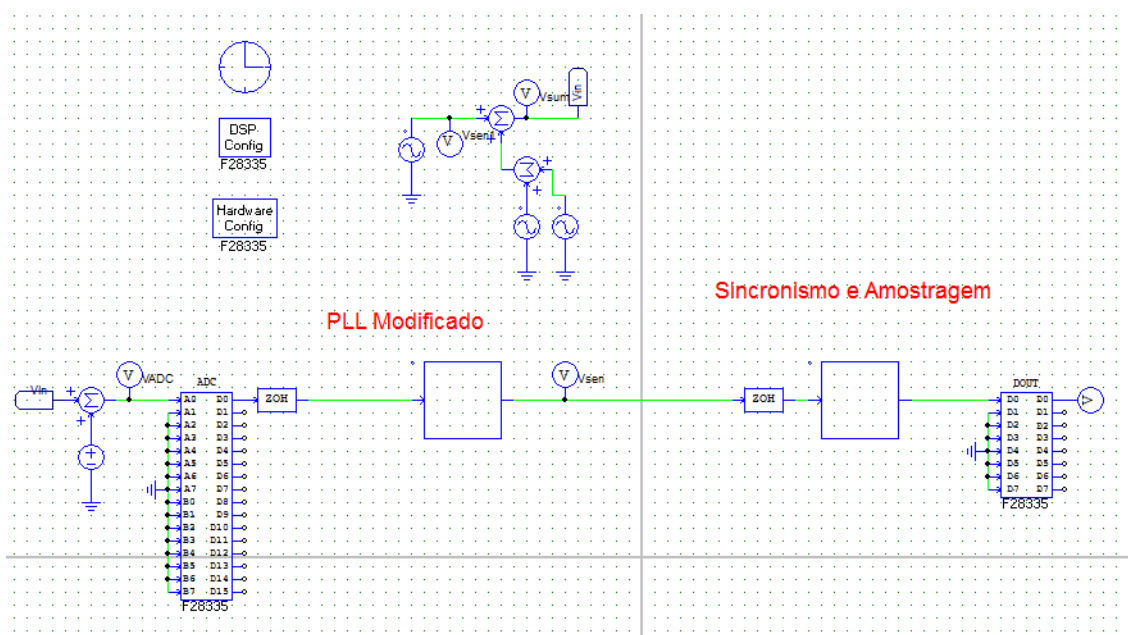 V Vsum Vin
DSP
Config
F28335
+ Σ
V Vsen1
+
Σ +
+
Hardware
Config
F28335
Sincronismo e Amostragem
PLL Modificado
V VADC
ADC
V Vsen
DOUT
Vin + Σ
A0 D0 ZOH
ZOH
D0 D0 V
A1 D1
D1 D1
+
A2 D2
D2 D2
A3 D3
D3 D3
A4 D4
D4 D4
A5 D5
D5 D5
A6 D6
D6 D6
A7 D7
D7 D7
F28335
B0 D8
B1 D9
B2 D10
B3 D11
B4 D12
B5 D13
B6 D14
B7 D15
F28335